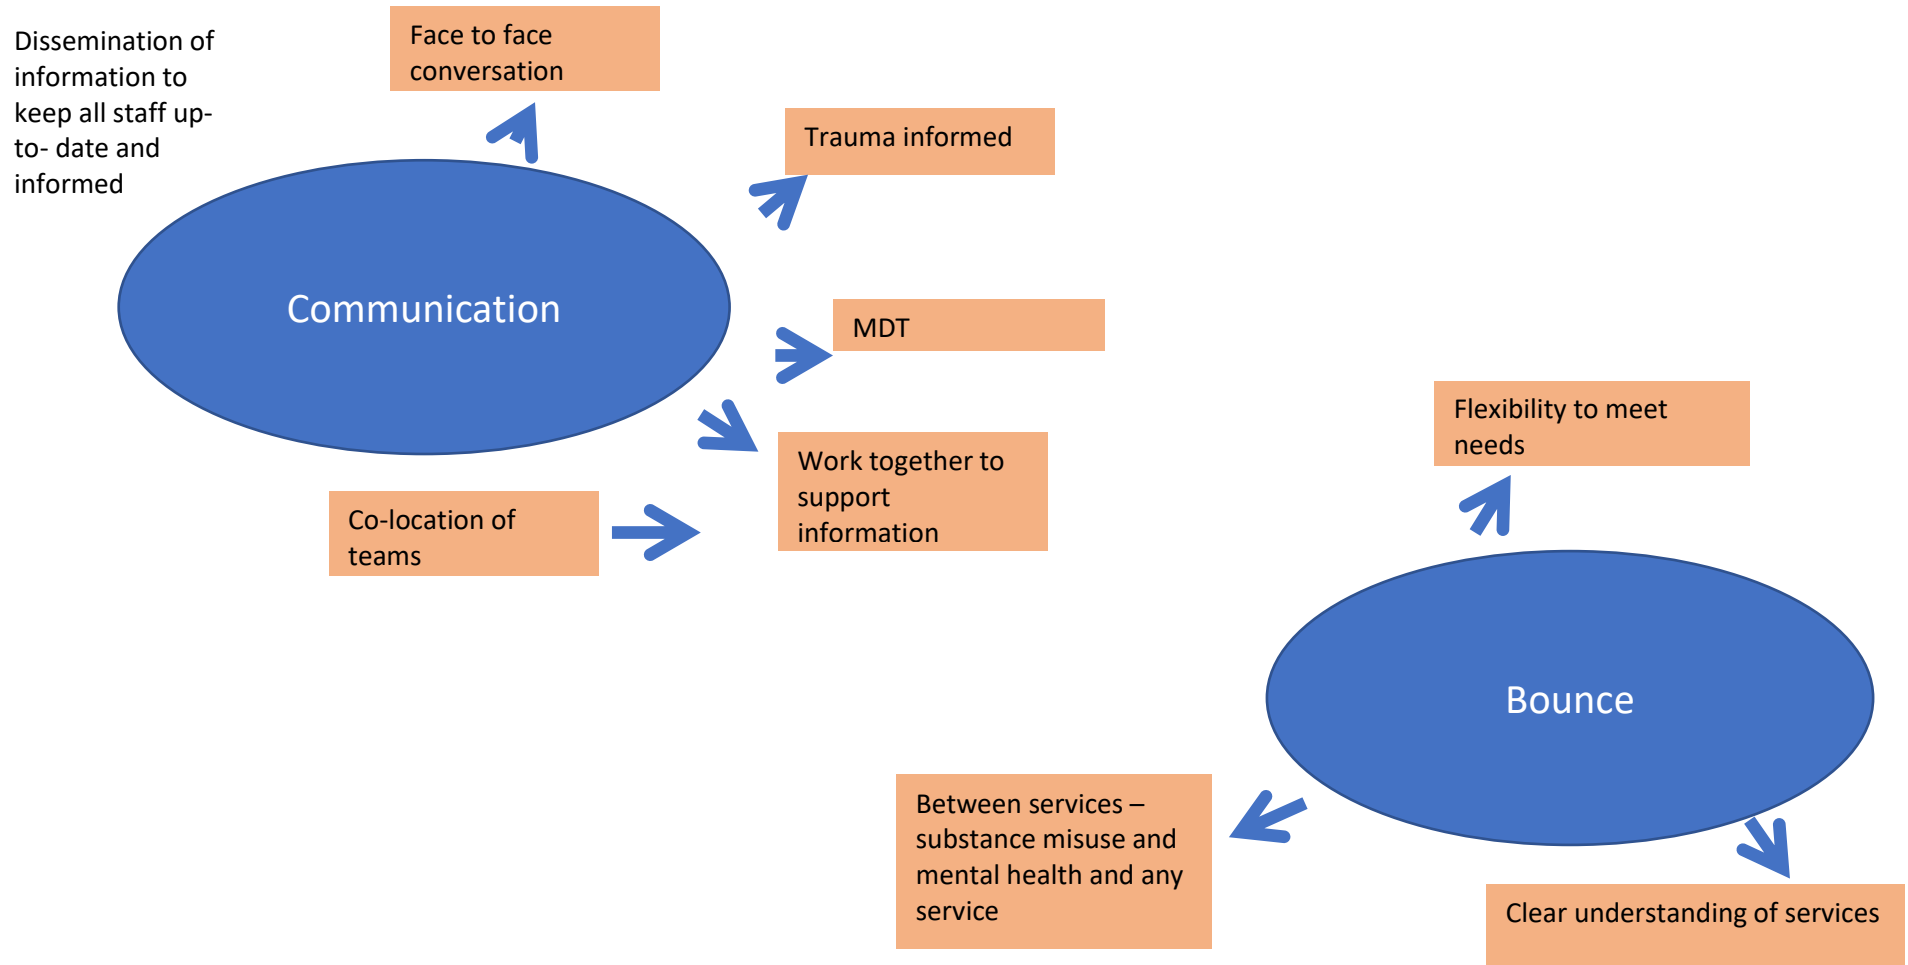 Dissemination of
information to
keep all staff up-
to- date and
informed
Face to face
conversation
Trauma informed
Communication
MDT
Work together to
support
information
Co-location of
teams
Flexibility to meet
needs
Bounce
Between services –
substance misuse and
mental health and any
service
Clear understanding of services